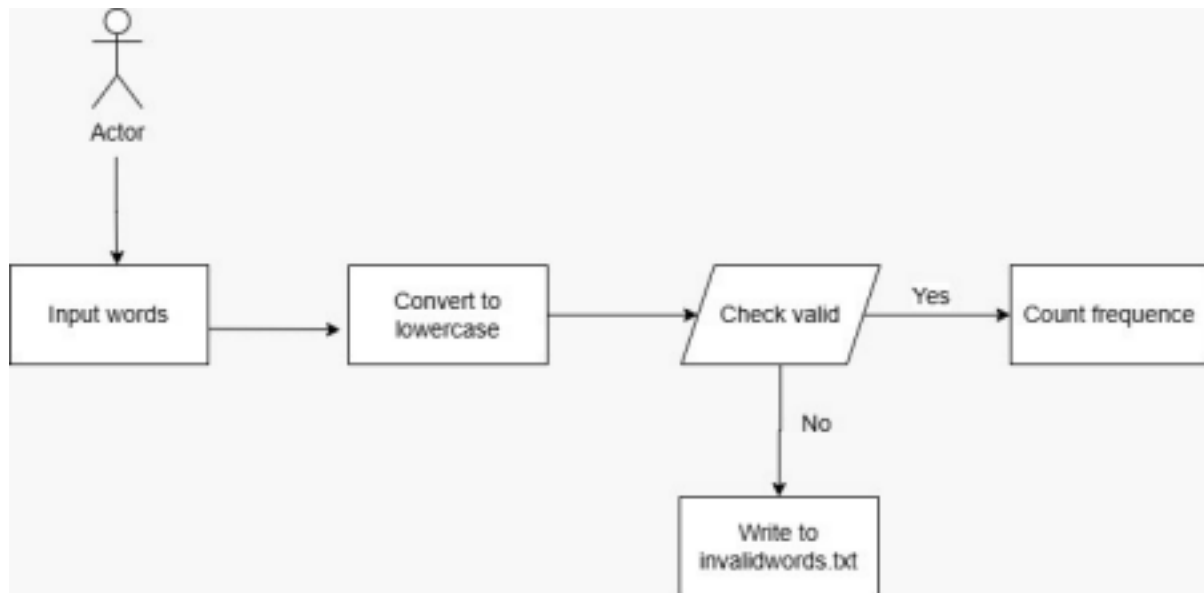 Actor
Input words
Convert to
lowercase
Check valid
Yes
Count frequence
No
Write to
invalidwords.txt